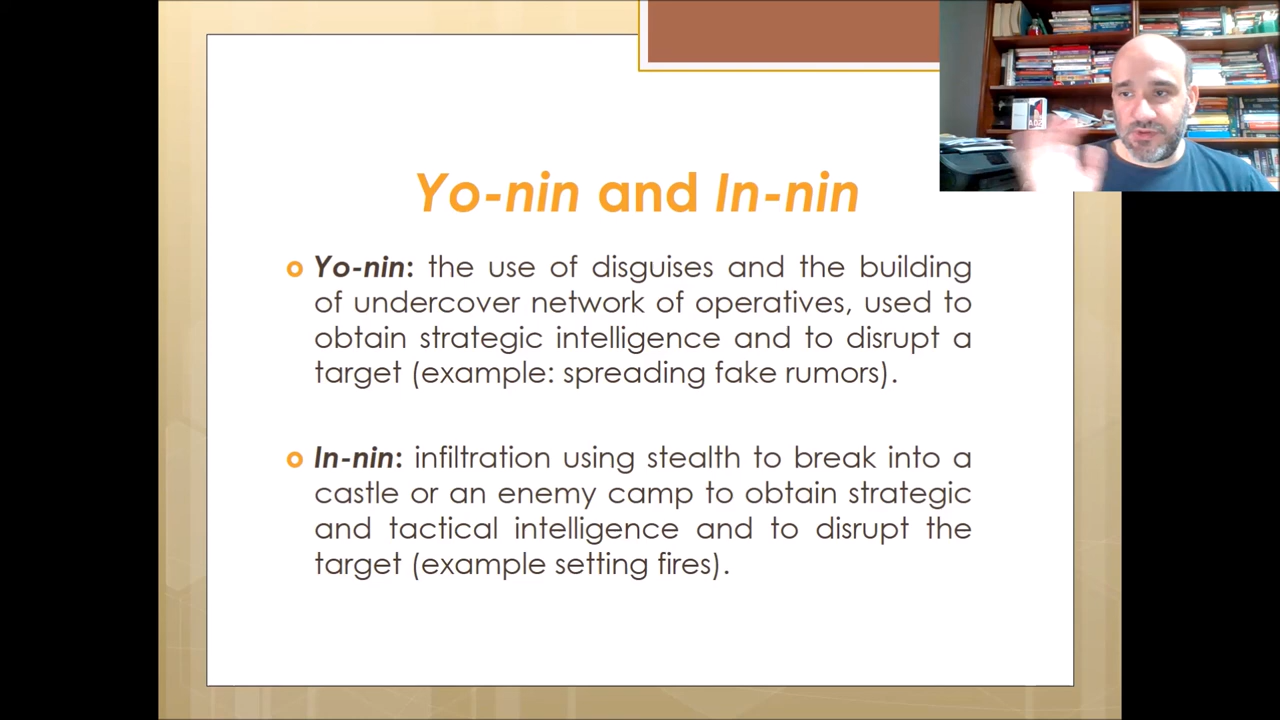 Yo-nin and In-nin
Yo-nin: the use of disguises and the building
of undercover network of operatives, used to
obtain strategic intelligence and to disrupt a
target (example: spreading fake rumors).
In-nin: infiltration using stealth to break into a
castle or an enemy camp to obtain strategic
and tactical intelligence and to disrupt the
target (example setting fires).